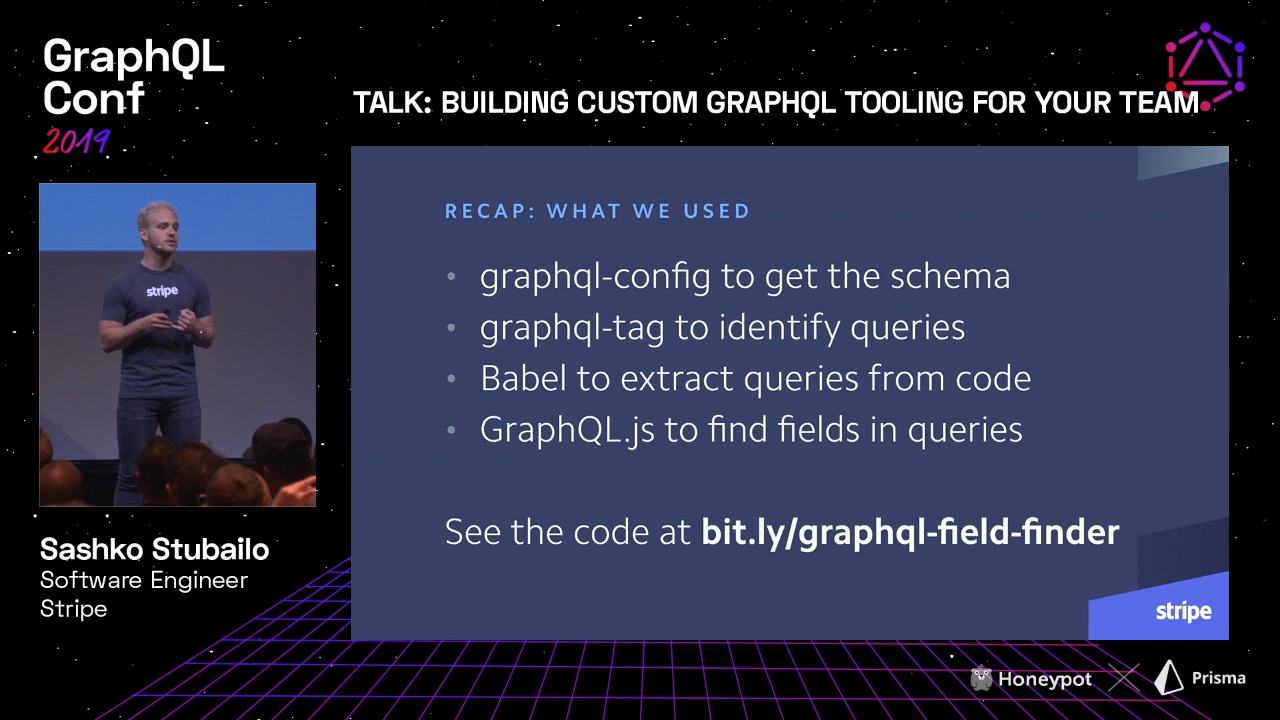 GraphQL
Conf
2019
TALK: BUILDING CUSTOM GRAPHQL TOOLING FOR YOUR TEAM
stripe
Sashko Stubailo
Software Engineer
Stripe
RECAP: WHAT WE USED
• graphql-config to get the schema
• graphql-tag to identify queries
• Babel to extract queries from code
• GraphQL.js to find fields in queries
See the code at bit.ly/graphql-field-finder
stripe
Honeypot
Prisma